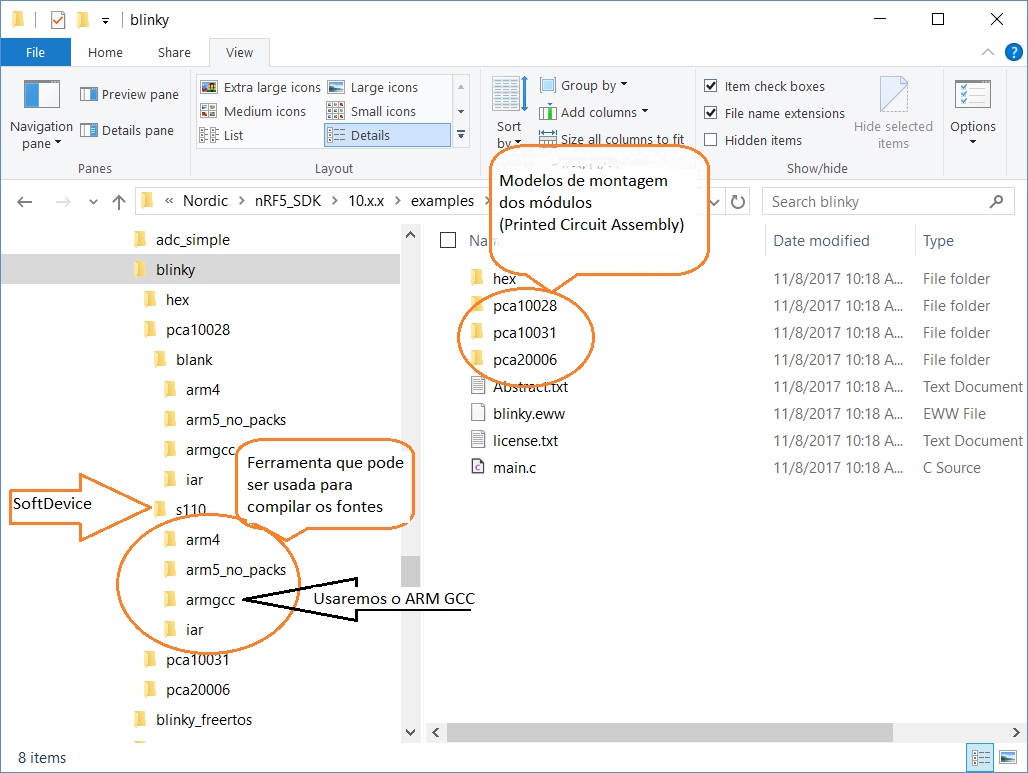 blinky
File Home Share View
Navigation pane
Preview pane
Details pane
Panes
Extra large icons Large icons
Medium icons Small icons
List Details
Layout
Sort by
Group by
Add columns
Size all columns to fit
Item check boxes
File name extensions
Hidden items
Hide selected items
Show/hide
Options
« Nordic > nRF5_SDK > 10.x.x > examples >
Search blinky
adc_simple
blinky
hex
pca10028
blank
arm4
arm5_no_packs
armgcc
iar
s110
arm4
arm5_no_packs
armgcc
iar
pca10031
pca20006
blinky_freertos
SoftDevice
Ferramenta que pode
ser usada para
compilar os fontes
Usaremos o ARM GCC
Modelos de montagem
dos módulos
(Printed Circuit Assembly)
Date modified Type
hex 11/8/2017 10:18 A... File folder
pca10028 11/8/2017 10:18 A... File folder
pca10031 11/8/2017 10:18 A... File folder
pca20006 11/8/2017 10:18 A... File folder
Abstract.txt 11/8/2017 10:18 A... Text Document
blinky.eww 11/8/2017 10:18 A... EWW File
license.txt 11/8/2017 10:18 A... Text Document
main.c 11/8/2017 10:18 A... C Source
8 items